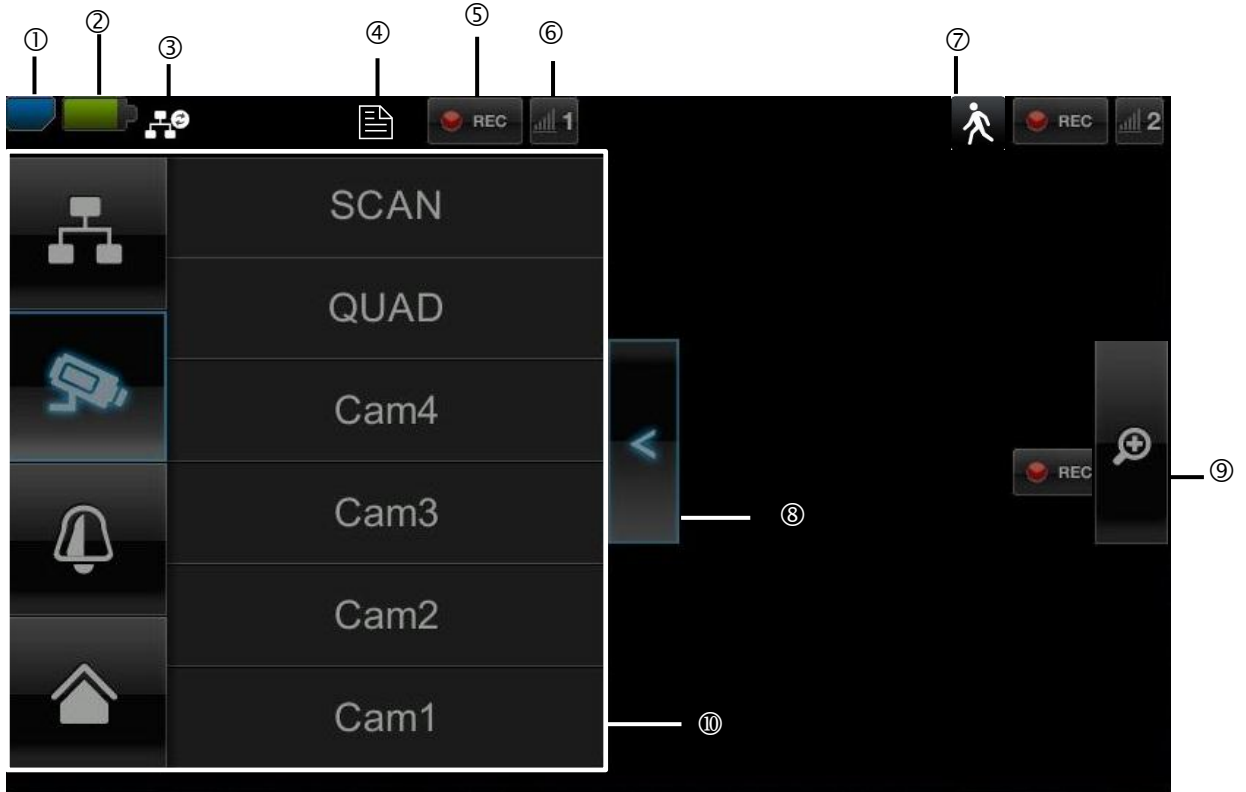 ① ② ③ ④ ⑤ ⑥ ⑦
REC 1 REC 2
SCAN
QUAD
Cam4
<
REC ⑨
Cam3
⑧
Cam2
Cam1 ⑩